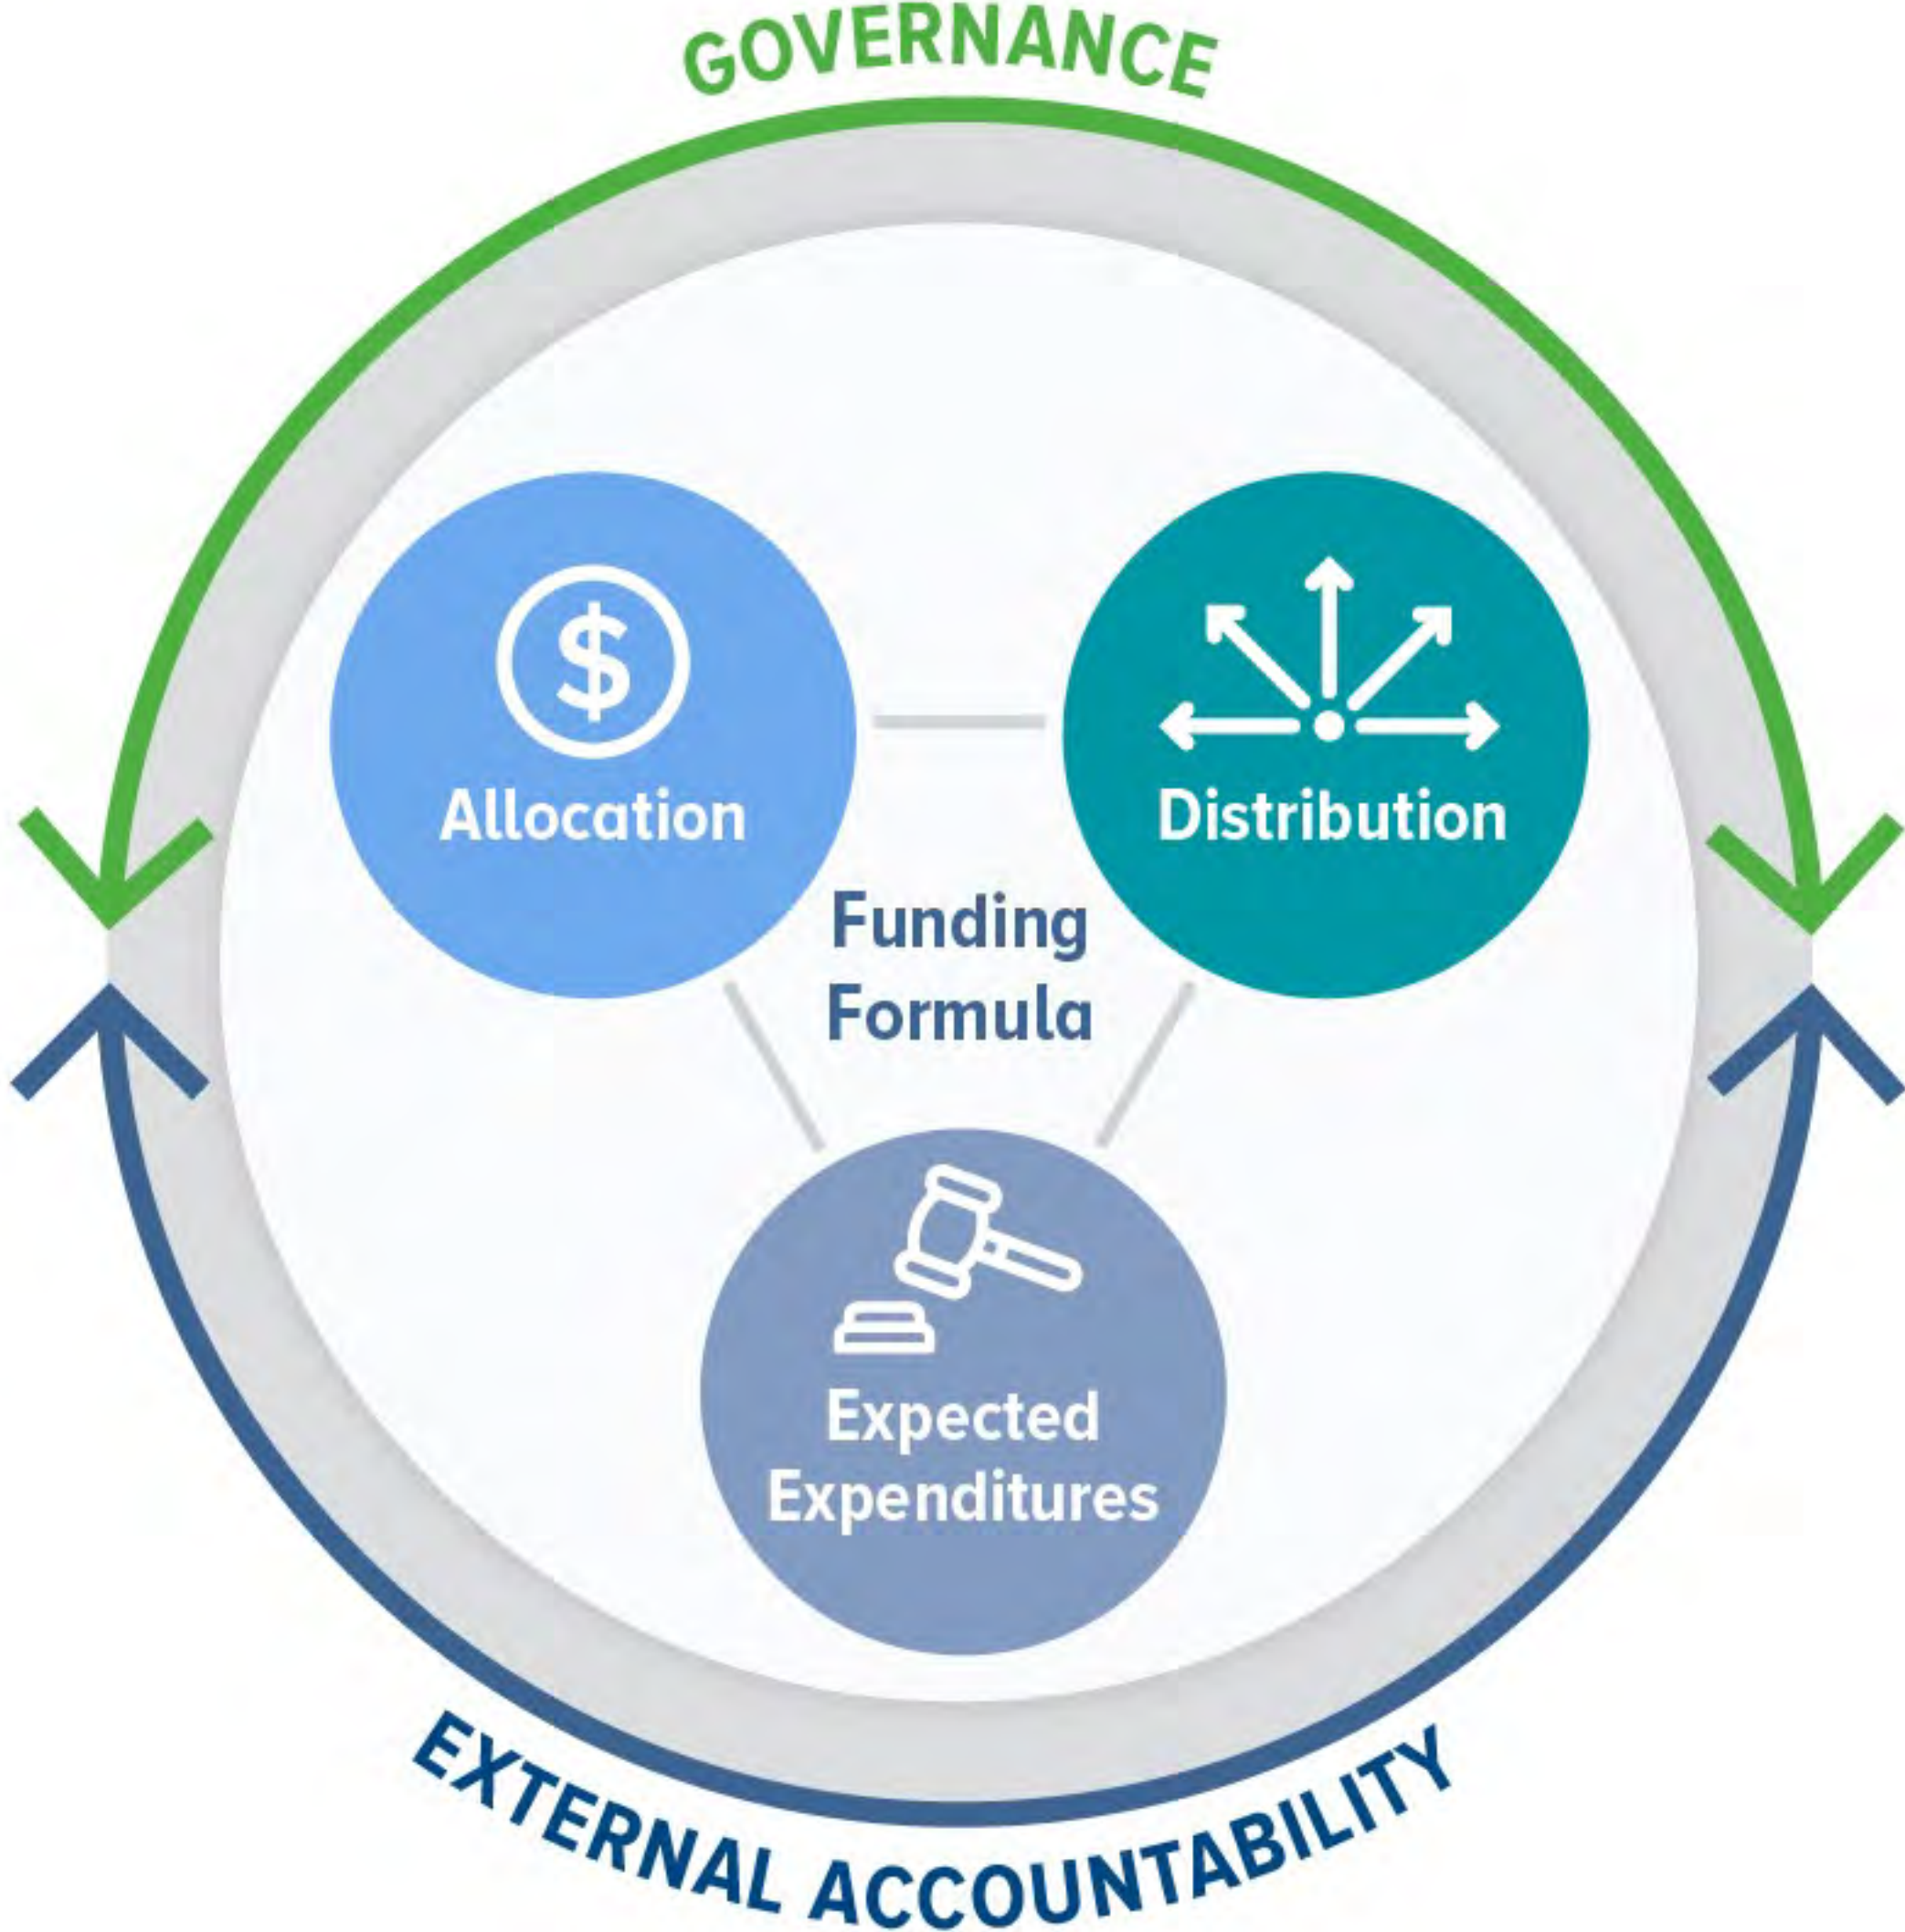 GOVERNANCE
$
Allocation
Distribution
Funding
Formula
Expected
Expenditures
EXTERNAL ACCOUNTABILITY